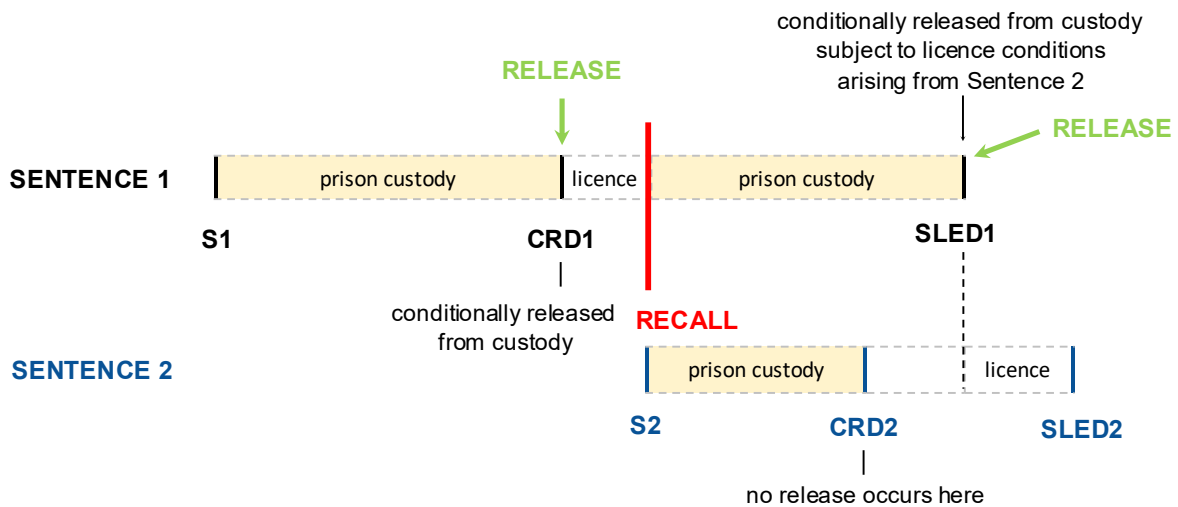 conditionally released from custody
subject to licence conditions
arising from Sentence 2
RELEASE
RELEASE
SENTENCE 1
prison custody
licence
prison custody
S1
CRD1
SLED1
conditionally released
from custody
RECALL
SENTENCE 2
prison custody
licence
S2
CRD2
SLED2
no release occurs here